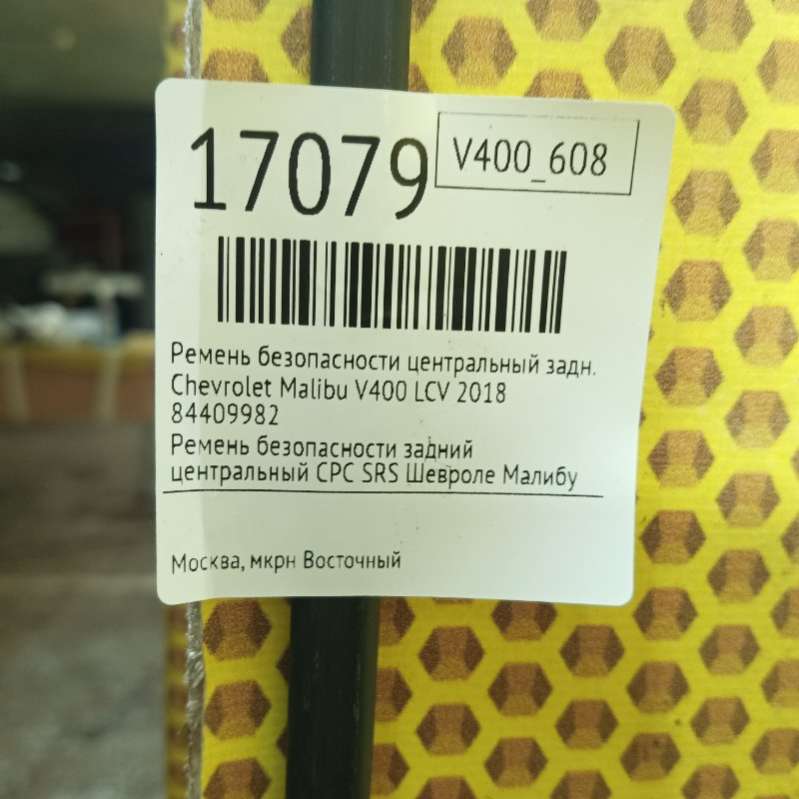 17079
V400_608
Ремень безопасности центральный задн.
Chevrolet Malibu V400 LCV 2018
84409982
Ремень безопасности задний
центральный СРС SRS Шевроле Малибу
Москва, мкрн Восточный